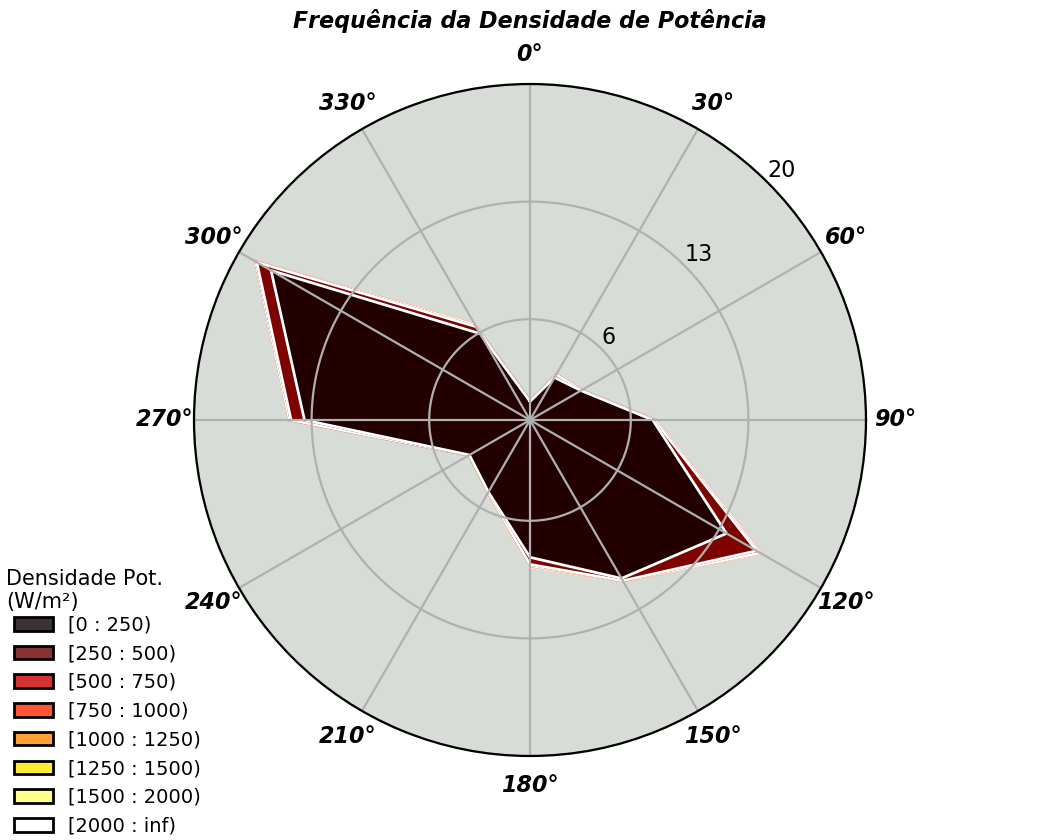 Frequência da Densidade de Potência
0°
330°
30°
20
300°
60°
13
6
270°
90°
240°
120°
210°
150°
180°
Densidade Pot.
(W/m²)
[0 : 250)
[250 : 500)
[500 : 750)
[750 : 1000)
[1000 : 1250)
[1250 : 1500)
[1500 : 2000)
[2000 : inf)